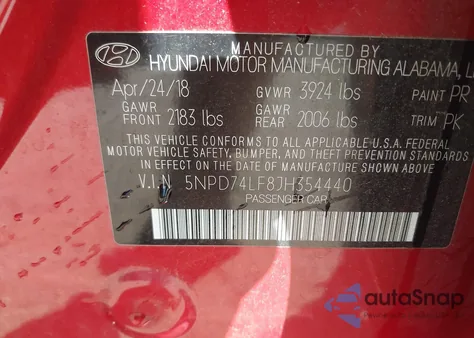 MANUFACTURED BY
HYUNDAI MOTOR MANUFACTURING ALABAMA,
Apr/24/18 GVWR 3924 lbs PAINT PR
GAWR FRONT 2183 lbs GAWR REAR 2006 lbs TRIM PK
THIS VEHICLE CONFORMS TO ALL APPLICABLE U.S.A. FEDERAL
MOTOR VEHICLE SAFETY, BUMPER, AND THEFT PREVENTION STANDARDS
IN EFFECT ON THE DATE OF MANUFACTURE SHOWN ABOVE.
V.I.N 5NPD74LF8JH354440
PASSENGER CAR
autoSnap